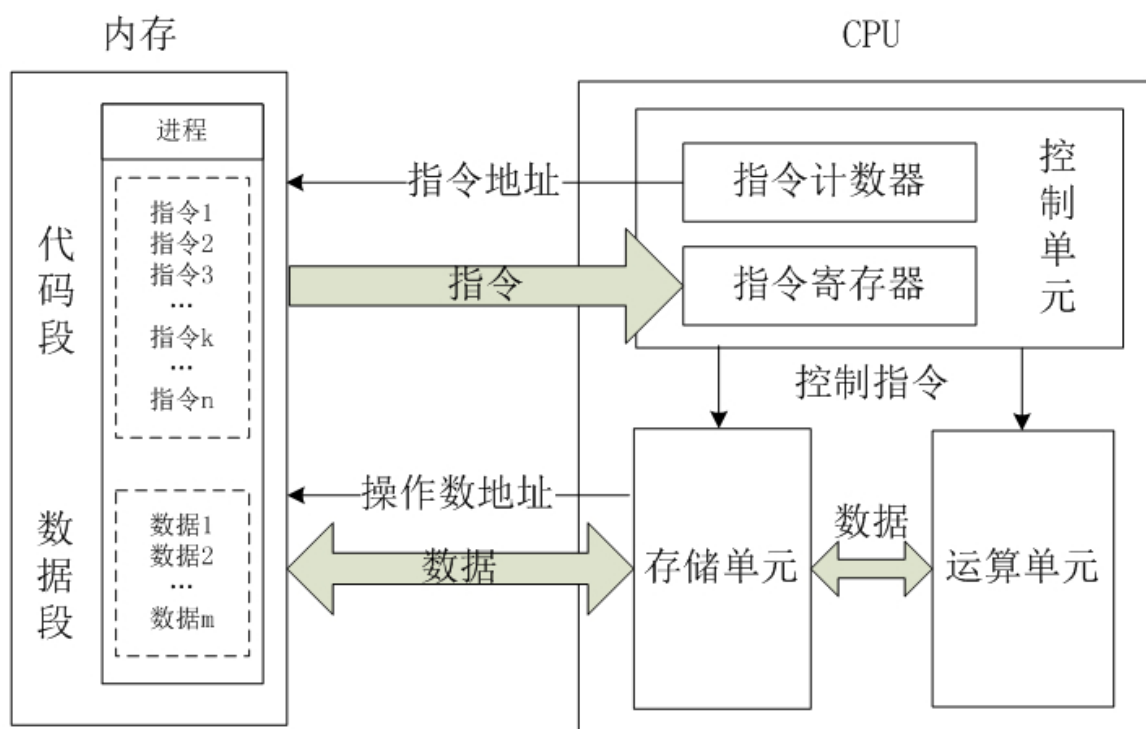 内存
CPU
进程
代码段
指令1
指令2
指令3
…
指令k
…
指令n
数据段
数据1
数据2
…
数据m
指令地址
指令
操作数地址
数据
指令计数器
指令寄存器
控制单元
控制指令
存储单元
数据
运算单元